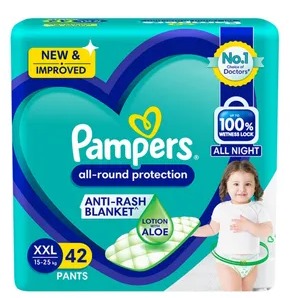 NEW &
IMPROVED
No.1
Choice of
Doctors*
Pampers
all-round protection
UP TO
100%
WETNESS LOCK
ALL NIGHT
ANTI-RASH
BLANKET^
LOTION
WITH
ALOE
XXL
15-25 kg
42
PANTS